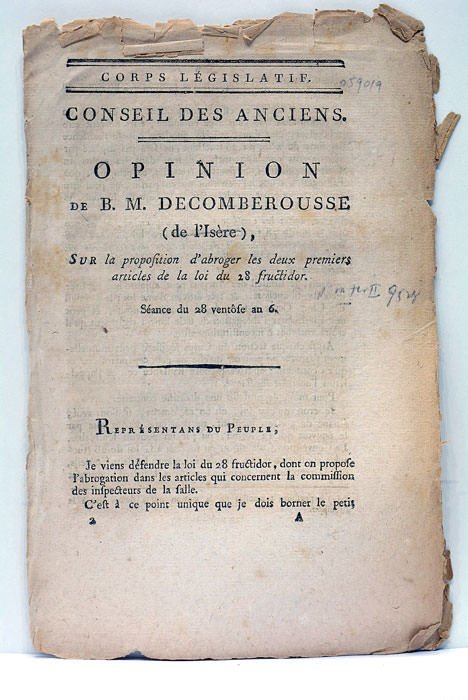 CORPS LÉGISLATIF.
059019
CONSEIL DES ANCIENS.
OPINION
DE B. M. DECOMBEROUSSE
(de l'Isère),
SUR la proposition d'abroger les deux premiers
articles de la loi du 28 fructidor.
Séance du 28 ventôse an 6.
REPRÉSENTANS DU PEUPLE,
Je viens défendre la loi du 28 fructidor, dont on propose
l'abrogation dans les articles qui concernent la commission
des inspecteurs de la salle.
C'est à ce point unique que je dois borner le petit
2 A